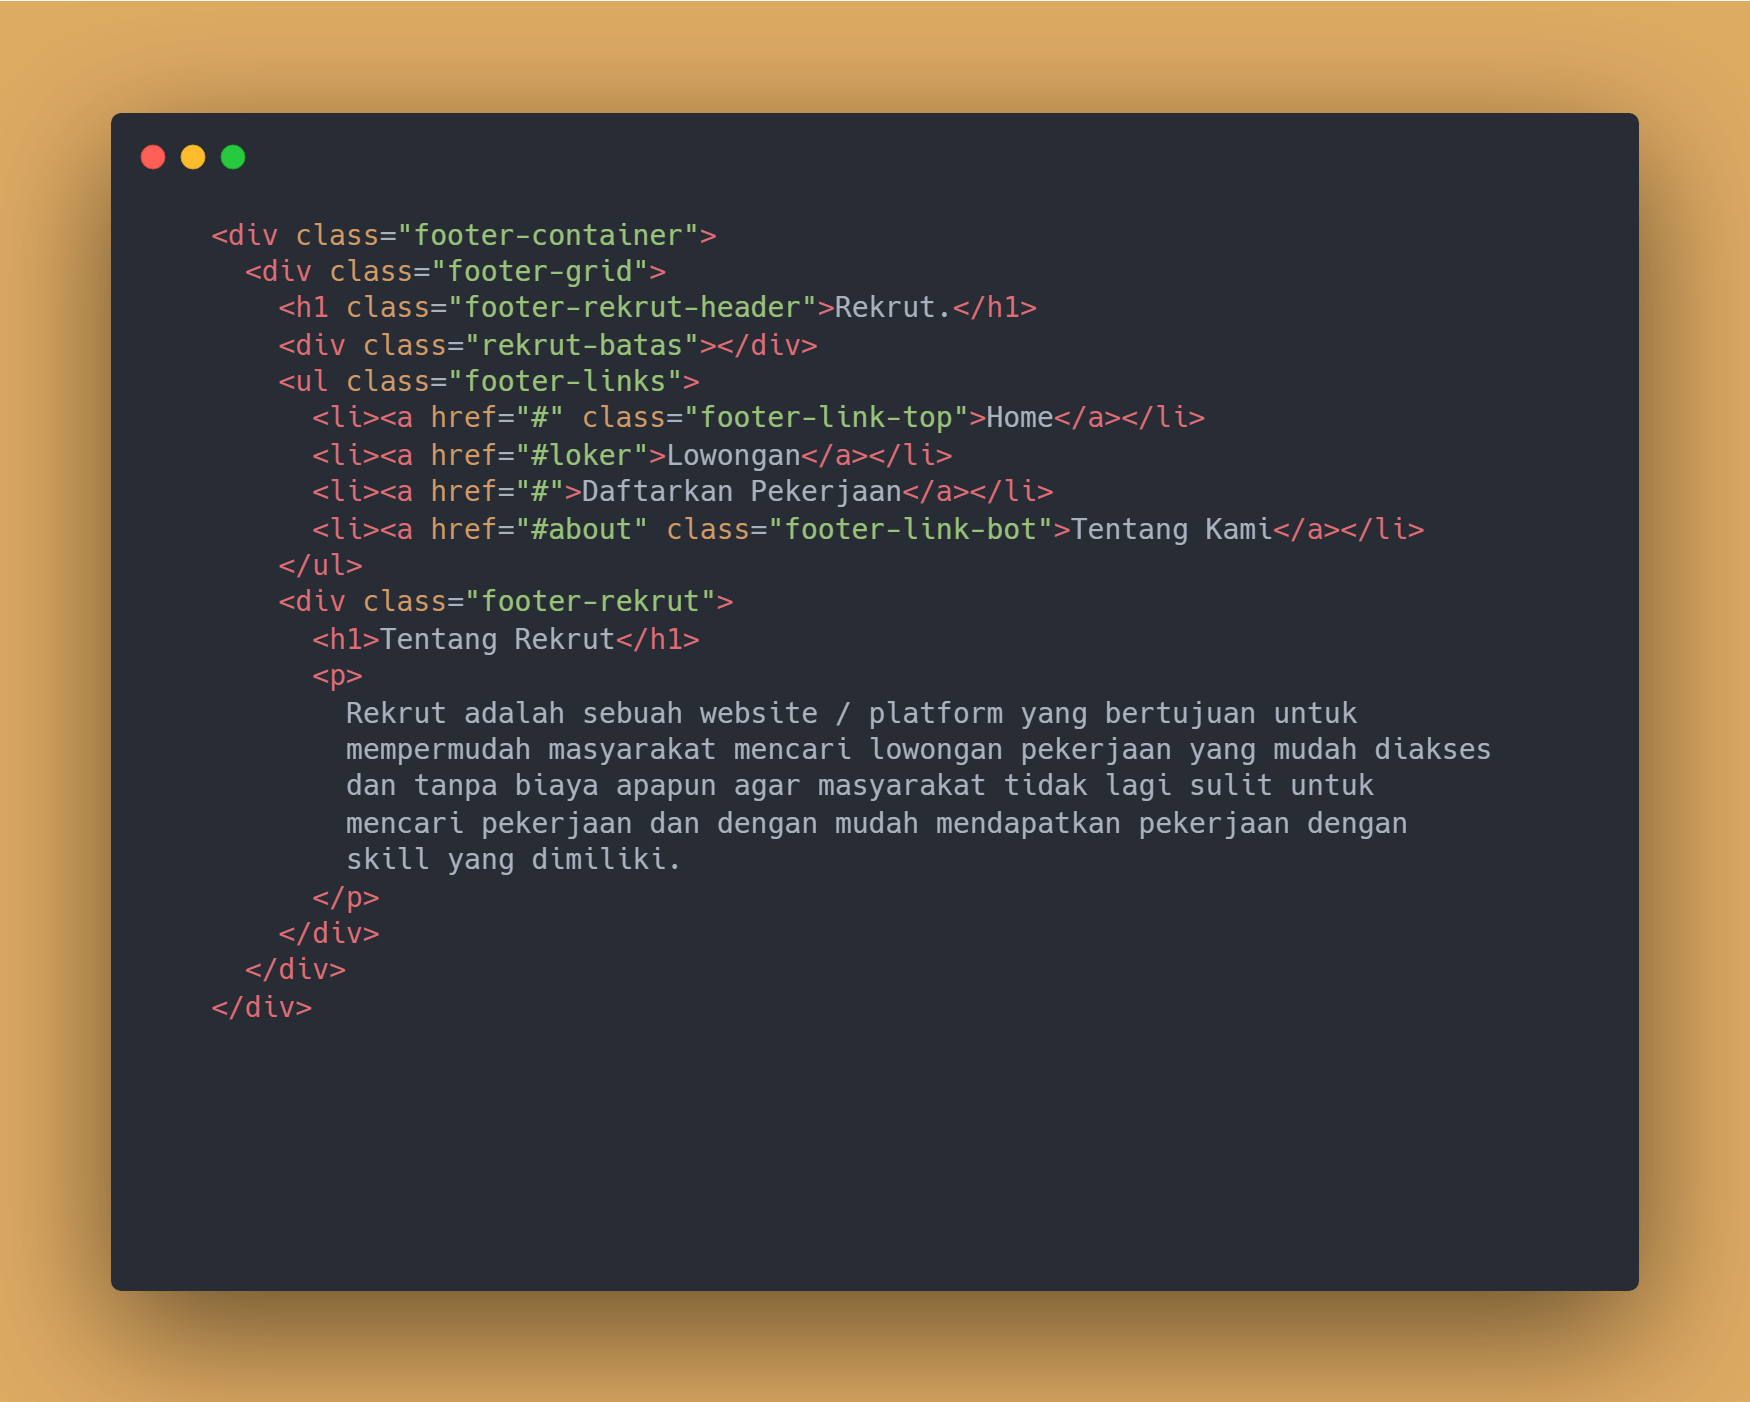 <div class="footer-container">
  <div class="footer-grid">
    <h1 class="footer-rekrut-header">Rekrut.</h1>
    <div class="rekrut-batas"></div>
    <ul class="footer-links">
      <li><a href="#" class="footer-link-top">Home</a></li>
      <li><a href="#loker">Lowongan</a></li>
      <li><a href="#">Daftarkan Pekerjaan</a></li>
      <li><a href="#about" class="footer-link-bot">Tentang Kami</a></li>
    </ul>
    <div class="footer-rekrut">
      <h1>Tentang Rekrut</h1>
      <p>
        Rekrut adalah sebuah website / platform yang bertujuan untuk
        mempermudah masyarakat mencari lowongan pekerjaan yang mudah diakses
        dan tanpa biaya apapun agar masyarakat tidak lagi sulit untuk
        mencari pekerjaan dan dengan mudah mendapatkan pekerjaan dengan
        skill yang dimiliki.
      </p>
    </div>
  </div>
</div>